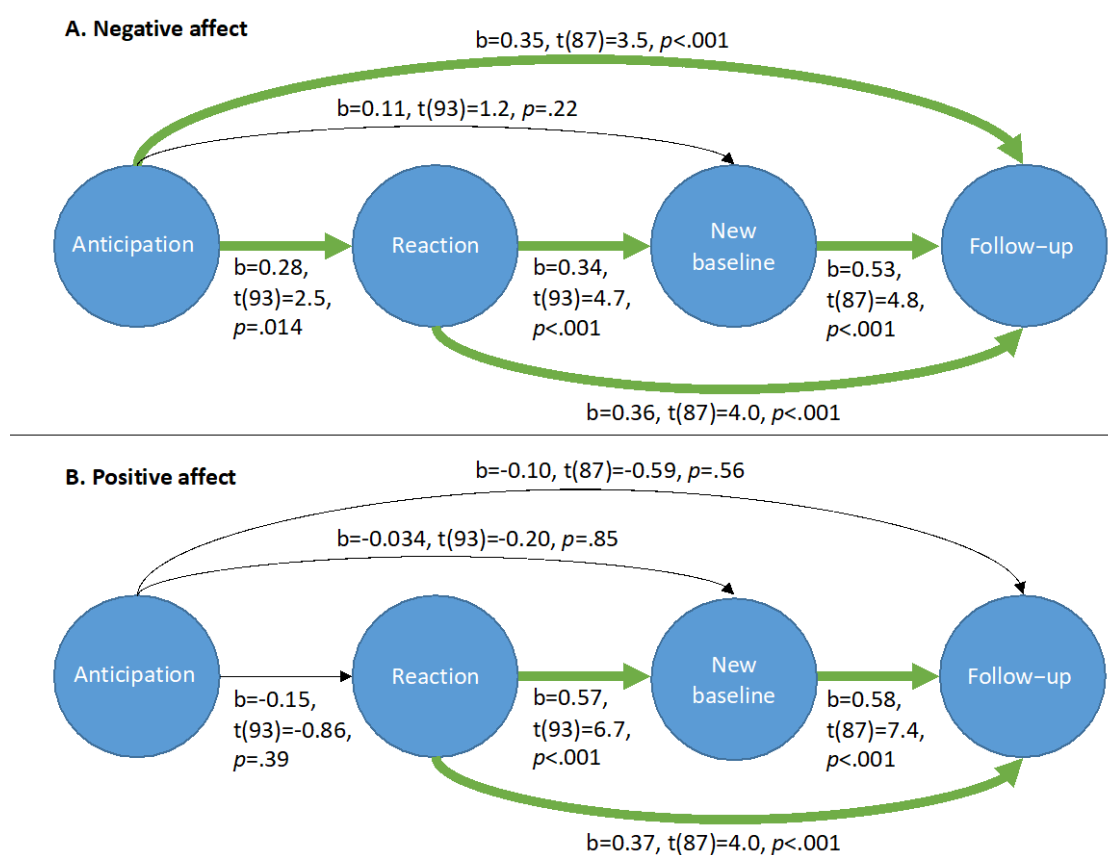 A. Negative affect
b=0.35, t(87)=3.5, p<.001
b=0.11, t(93)=1.2, p=.22
Anticipation
Reaction
New
baseline
Follow–up
b=0.28,
t(93)=2.5,
p=.014
b=0.34,
t(93)=4.7,
p<.001
b=0.53,
t(87)=4.8,
p<.001
b=0.36, t(87)=4.0, p<.001
B. Positive affect
b=-0.10, t(87)=-0.59, p=.56
b=-0.034, t(93)=-0.20, p=.85
Anticipation
Reaction
New
baseline
Follow–up
b=-0.15,
t(93)=-0.86,
p=.39
b=0.57,
t(93)=6.7,
p<.001
b=0.58,
t(87)=7.4,
p<.001
b=0.37, t(87)=4.0, p<.001